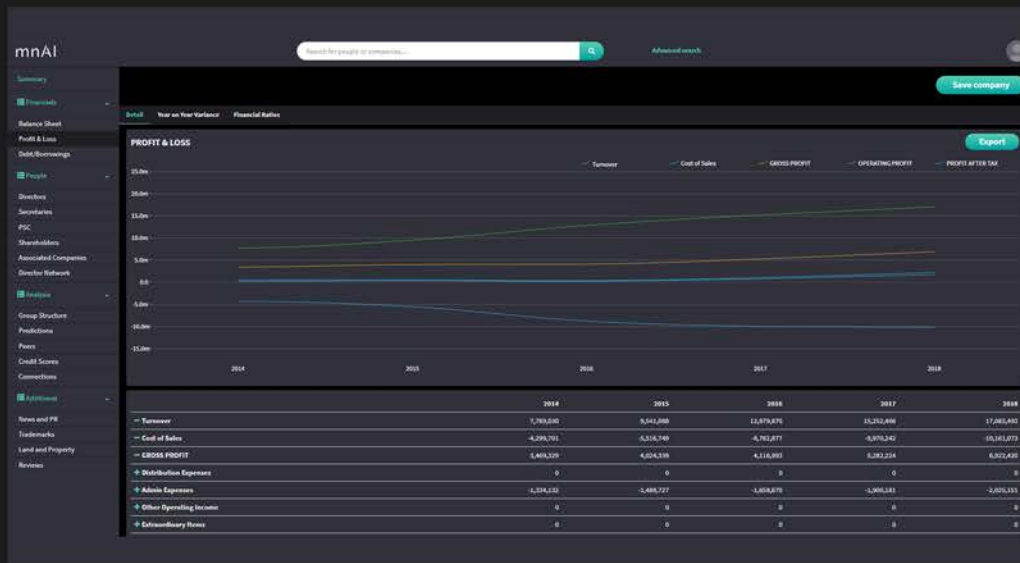 mnAI
Search for people or companies...
Advanced search
Summary
Save company
Financials
Balance Sheet
Profit & Loss
Debt/Borrowings
People
Directors
Secretaries
PSC
Shareholders
Associated Companies
Director Network
Analysis
Group Structure
Predictions
Peers
Credit Scores
Connections
Additional
News and PR
Trademarks
Land and Property
Reviews
Detail Year on Year Variance Financial Ratios
PROFIT & LOSS
Export
Turnover Cost of Sales GROSS PROFIT OPERATING PROFIT PROFIT AFTER TAX
25.0m
20.0m
15.0m
10.0m
5.0m
0.0
-5.0m
-10.0m
-15.0m
2014 2015 2016 2017 2018
2014 2015 2016 2017 2018
Turnover
Cost of Sales -4,299,701
GROSS PROFIT
Distribution Expenses 0 0 0 0 0
Admin Expenses
Other Operating Income 0 0 0 0 0
Extraordinary Items 0 0 0 0 0